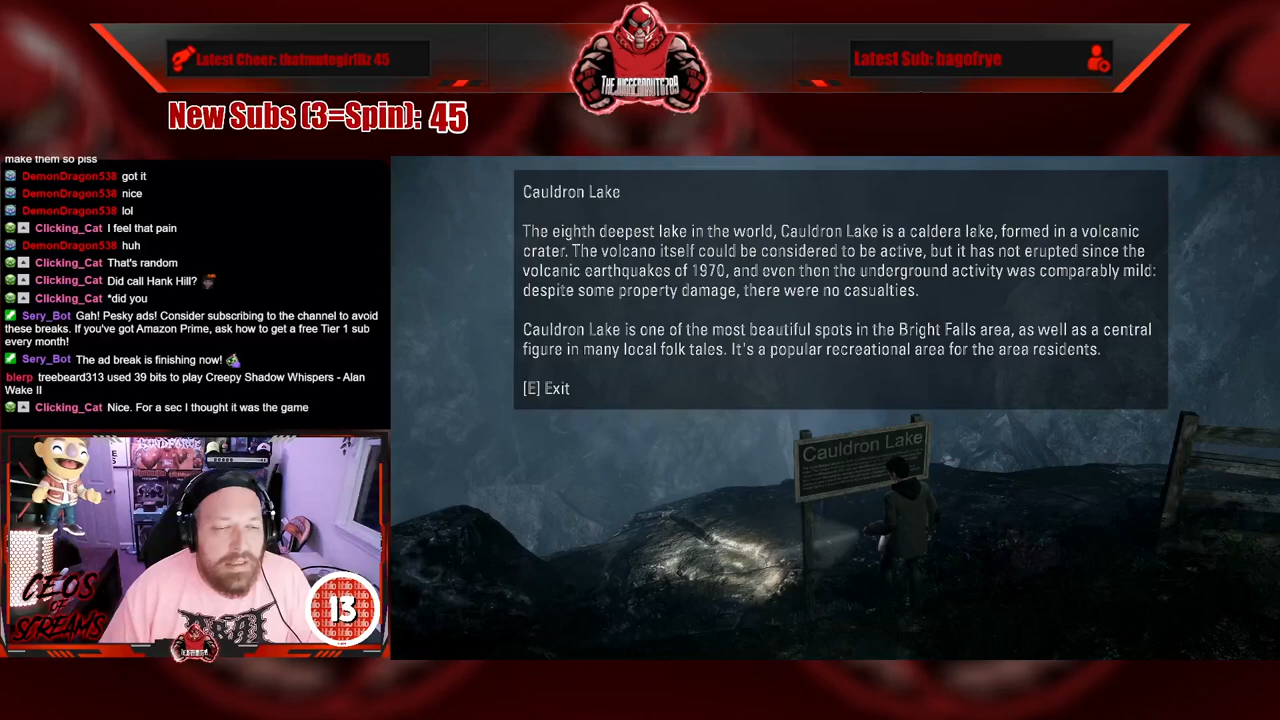 Latest Cheer: thatmutegirlliz 45
THEJUGGERNAUT6789
Latest Sub: bagofrye
New Subs (3=Spin): 45
make them so piss
DemonDragon538 got it
DemonDragon538 nice
DemonDragon538 lol
Clicking_Cat I feel that pain
DemonDragon538 huh
Clicking_Cat That's random
Clicking_Cat Did call Hank Hill?
Clicking_Cat *did you
Sery_Bot Gah! Pesky ads! Consider subscribing to the channel to avoid
these breaks. If you've got Amazon Prime, ask how to get a free Tier 1 sub
every month!
Sery_Bot The ad break is finishing now!
blerp treebeard313 used 39 bits to play Creepy Shadow Whispers - Alan
Wake II
Clicking_Cat Nice. For a sec I thought it was the game
Cauldron Lake
The eighth deepest lake in the world, Cauldron Lake is a caldera lake, formed in a volcanic
crater. The volcano itself could be considered to be active, but it has not erupted since the
volcanic earthquakes of 1970, and even then the underground activity was comparably mild:
despite some property damage, there were no casualties.
Cauldron Lake is one of the most beautiful spots in the Bright Falls area, as well as a central
figure in many local folk tales. It's a popular recreational area for the area residents.
[E] Exit
Cauldron Lake
CEOS
OF
STREAMS
13